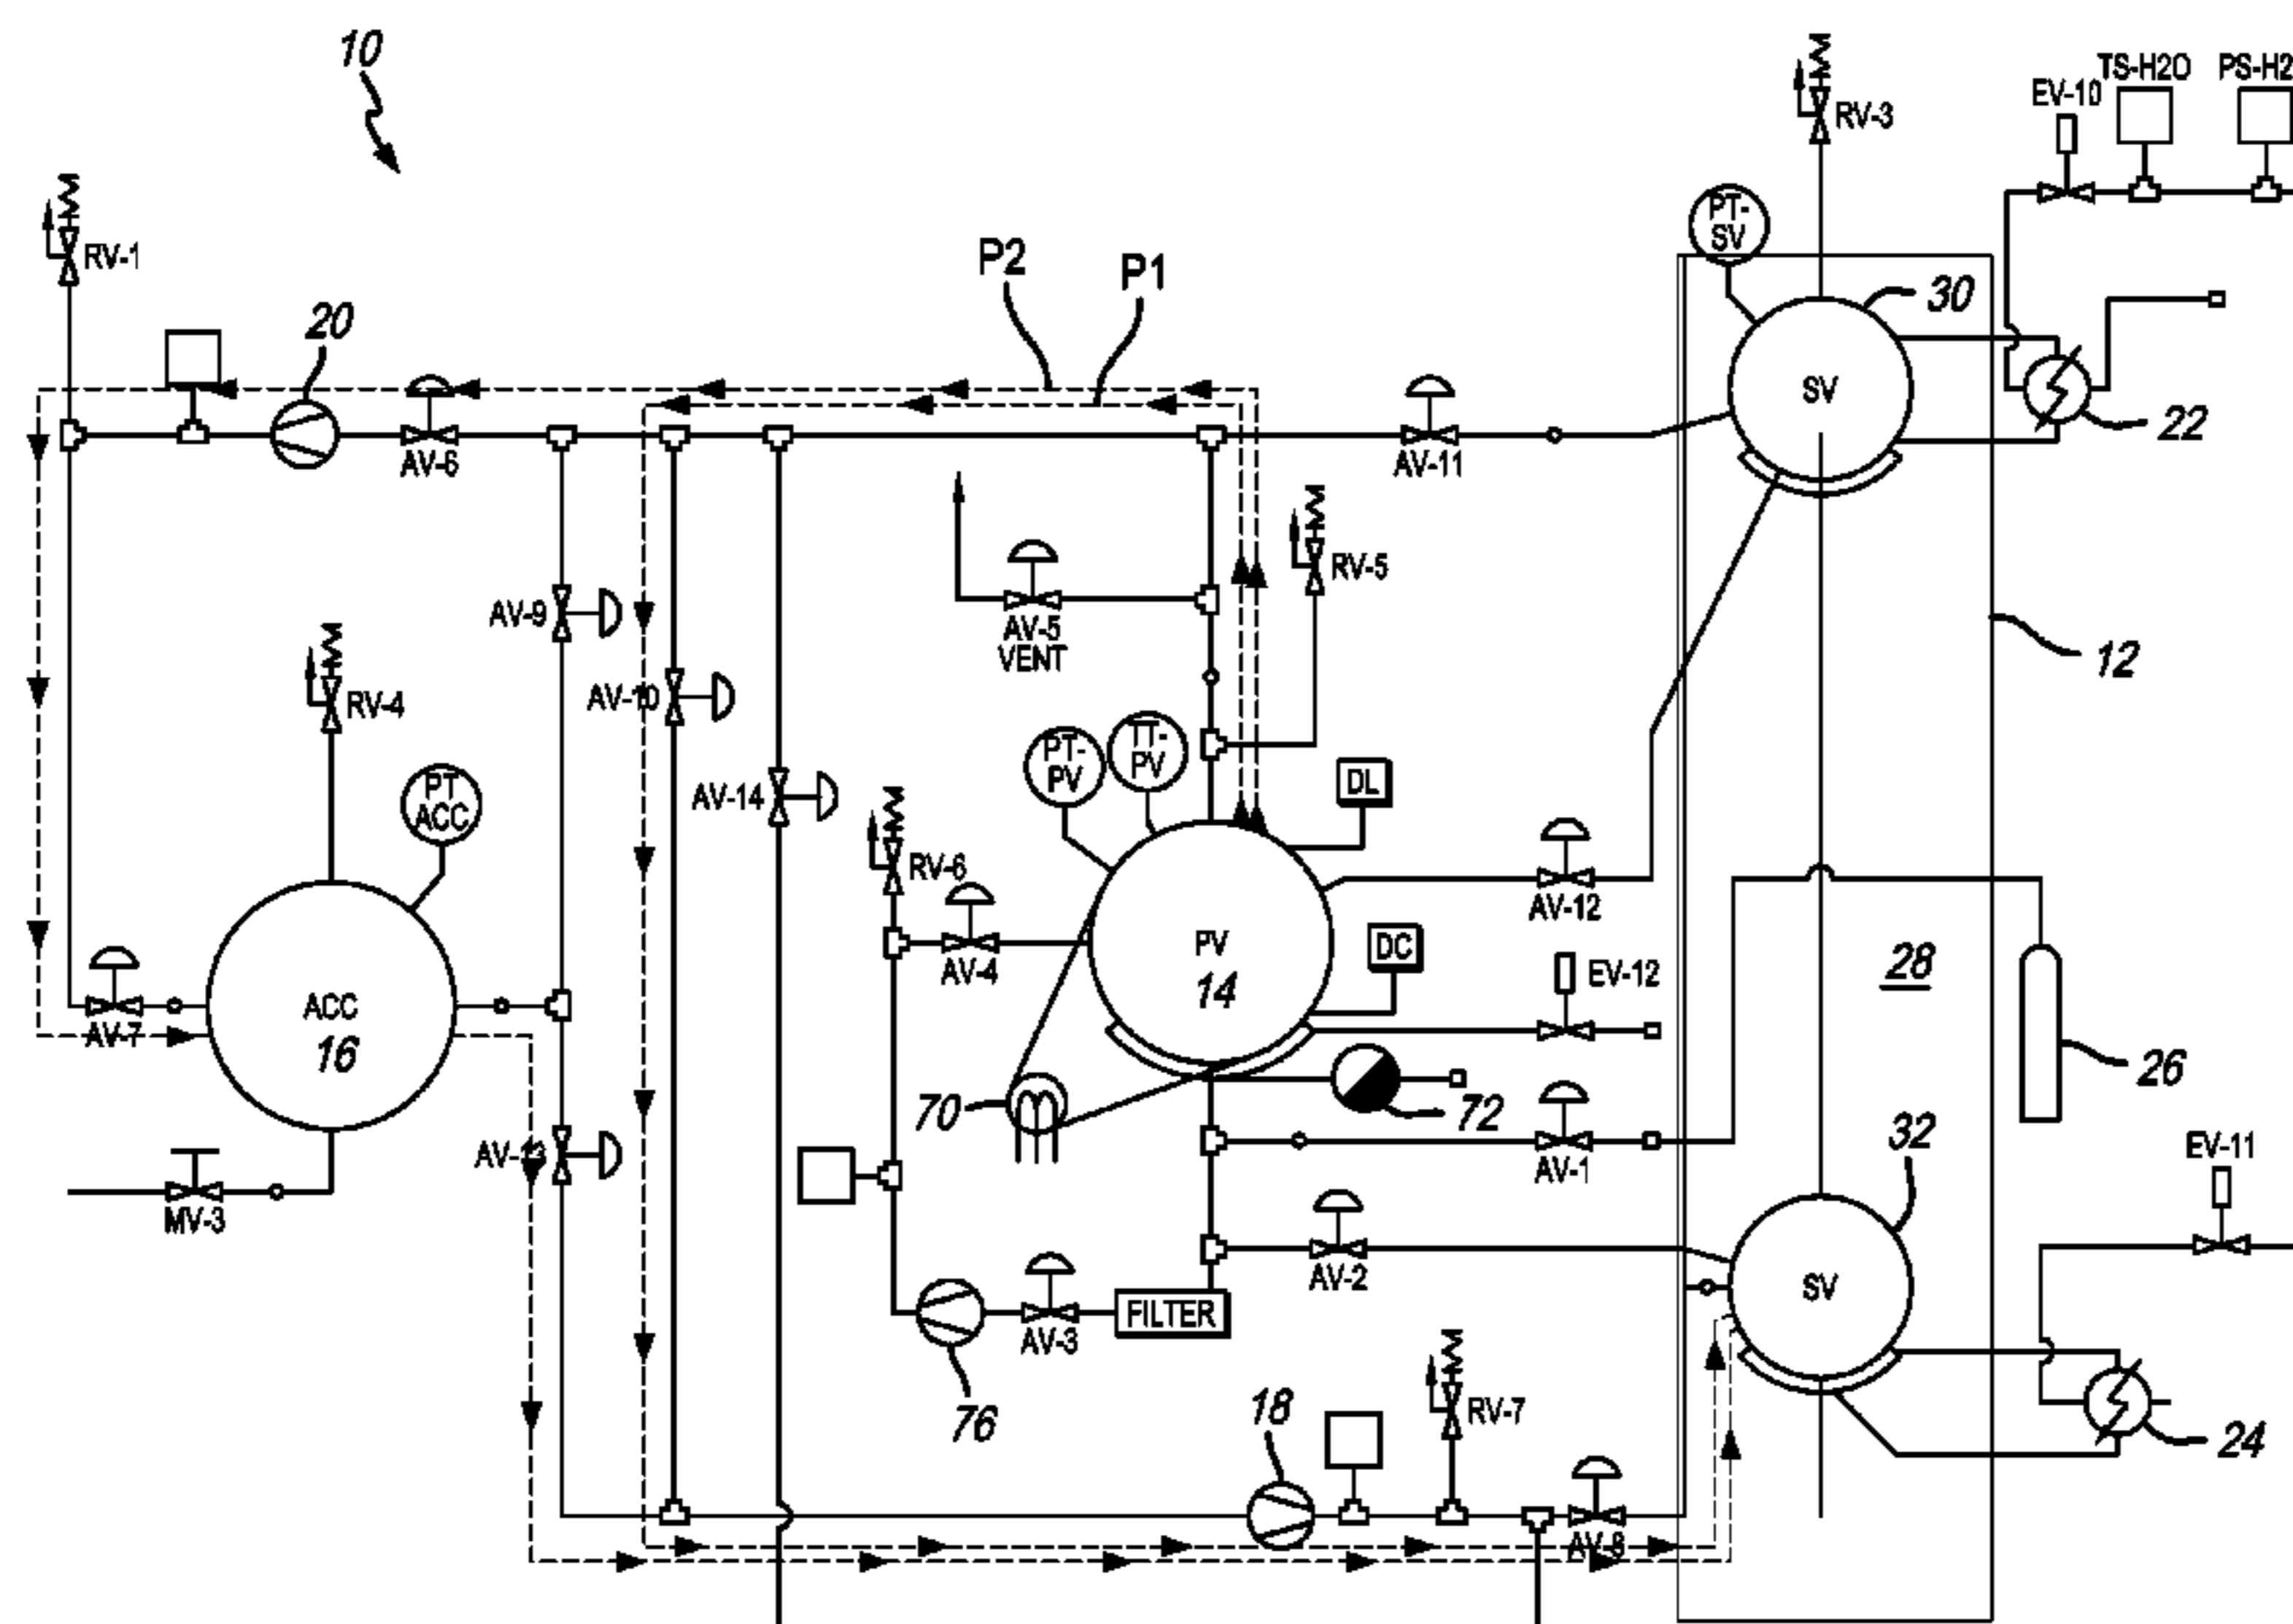 10
TS-H2O
PS-H2
EV-10
RV-3
PT-
SV
RV-1
P2
P1
30
20
SV
22
AV-6
AV-11
RV-5
AV-9
AV-5
VENT
12
AV-10
RV-4
PT-
PV
TT-
PV
DL
PT
ACC
AV-14
RV-6
AV-12
AV-4
PV
14
DC
EV-12
28
ACC
16
AV-7
26
70
72
32
AV-1
EV-11
MV-3
AV-2
SV
FILTER
AV-3
76
18
RV-7
24
AV-8